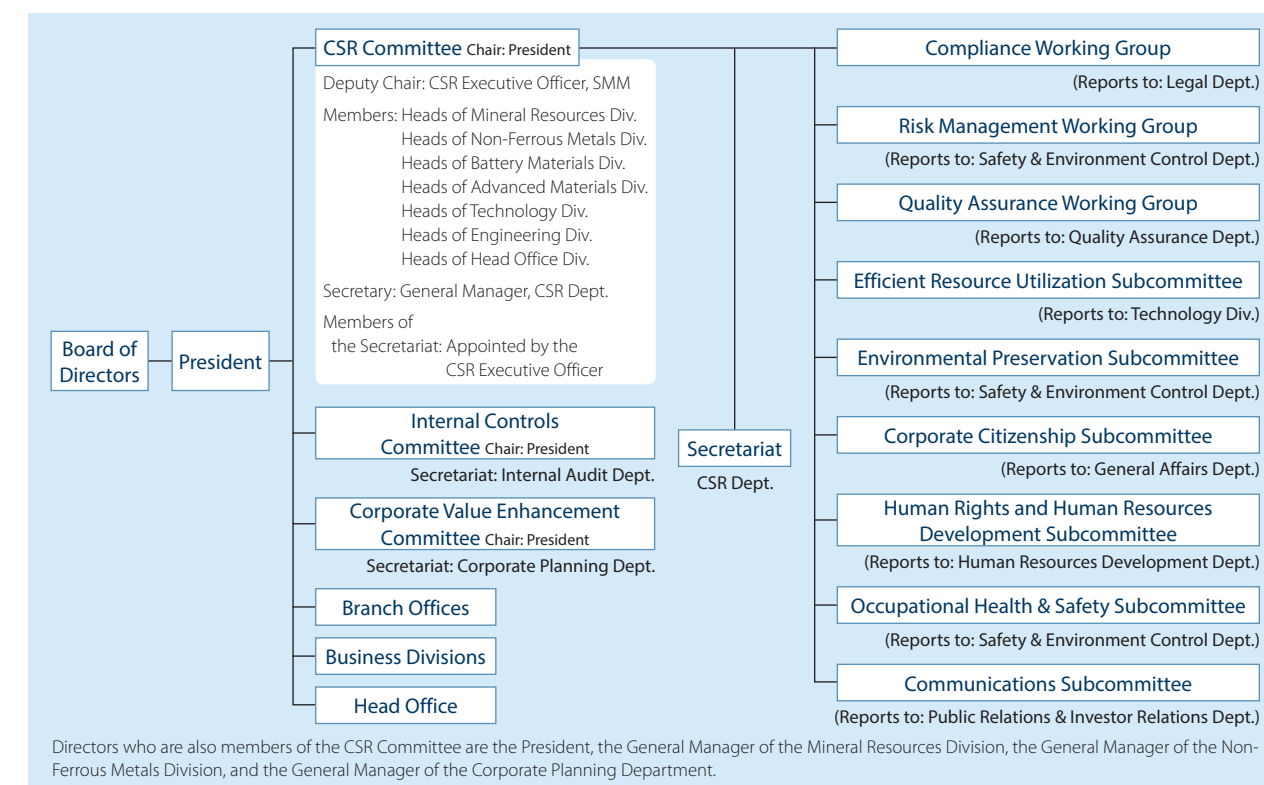 Board of
Directors
President
CSR Committee Chair: President
Deputy Chair: CSR Executive Officer, SMM
Members: Heads of Mineral Resources Div.
Heads of Non-Ferrous Metals Div.
Heads of Battery Materials Div.
Heads of Advanced Materials Div.
Heads of Technology Div.
Heads of Engineering Div.
Heads of Head Office Div.
Secretary: General Manager, CSR Dept.
Members of
the Secretariat: Appointed by the
CSR Executive Officer
Internal Controls
Committee Chair: President
Secretariat: Internal Audit Dept.
Corporate Value Enhancement
Committee Chair: President
Secretariat: Corporate Planning Dept.
Branch Offices
Business Divisions
Head Office
Secretariat
CSR Dept.
Compliance Working Group
(Reports to: Legal Dept.)
Risk Management Working Group
(Reports to: Safety & Environment Control Dept.)
Quality Assurance Working Group
(Reports to: Quality Assurance Dept.)
Efficient Resource Utilization Subcommittee
(Reports to: Technology Div.)
Environmental Preservation Subcommittee
(Reports to: Safety & Environment Control Dept.)
Corporate Citizenship Subcommittee
(Reports to: General Affairs Dept.)
Human Rights and Human Resources
Development Subcommittee
(Reports to: Human Resources Development Dept.)
Occupational Health & Safety Subcommittee
(Reports to: Safety & Environment Control Dept.)
Communications Subcommittee
(Reports to: Public Relations & Investor Relations Dept.)
Directors who are also members of the CSR Committee are the President, the General Manager of the Mineral Resources Division, the General Manager of the Non-
Ferrous Metals Division, and the General Manager of the Corporate Planning Department.